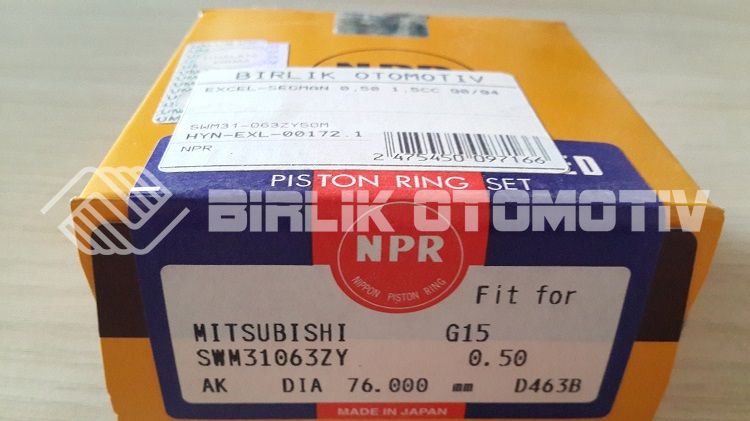 NPR
BIRLIK OTOMOTIV
EXCEL-SEGMAN 0,50 1,5CC 90/94
SWM31-063ZYSDM
HYN-EXL-00172.1
NPR
2 475450 097166
PISTON RING SET
BIRLIK OTOMOTIV
NPR
NIPPON PISTON RING
Fit for
MITSUBISHI G15
SWM31063ZY 0.50
AK DIA 76.000 mm D463B
MADE IN JAPAN